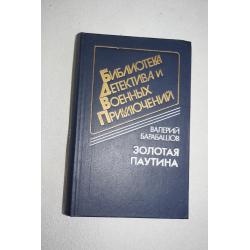 БИБЛИОТЕКА
ДЕТЕКТИВА И
ВОЕННЫХ
ПРИКЛЮЧЕНИЙ
ВАЛЕРИЙ
БАРАБАШОВ
ЗОЛОТАЯ
ПАУТИНА